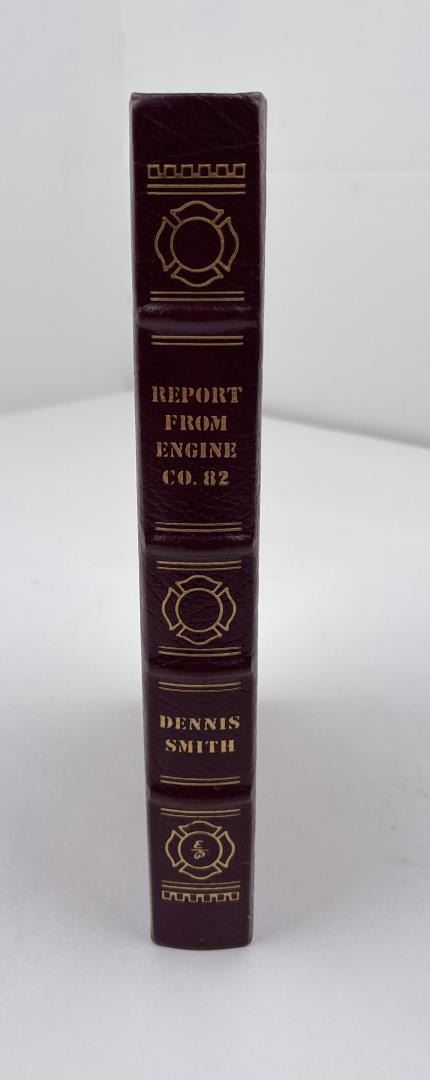 REPORT
FROM
ENGINE
CO. 82
DENNIS
SMITH
E
P